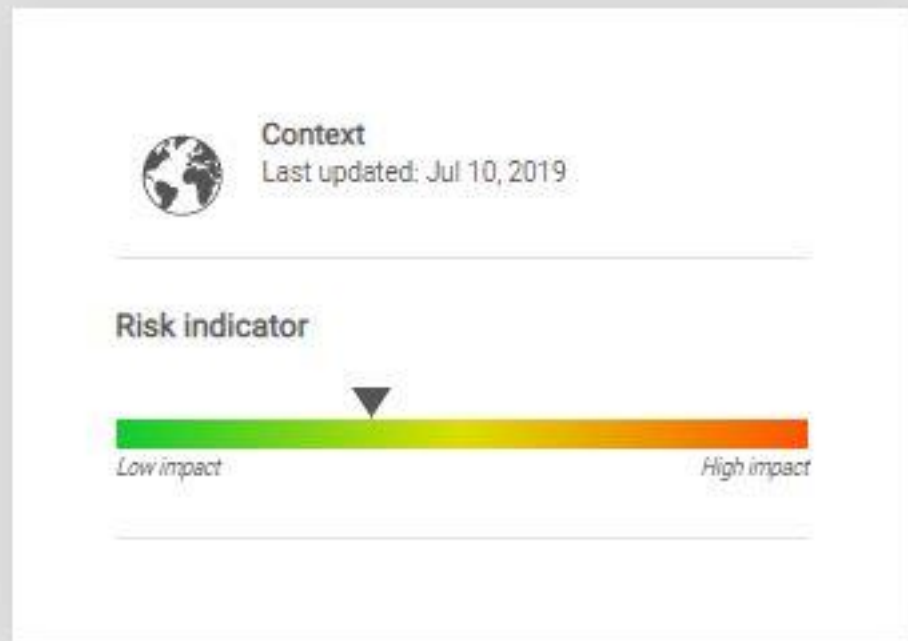 Context
Last updated: Jul 10, 2019
Risk indicator
Low impact
High impact